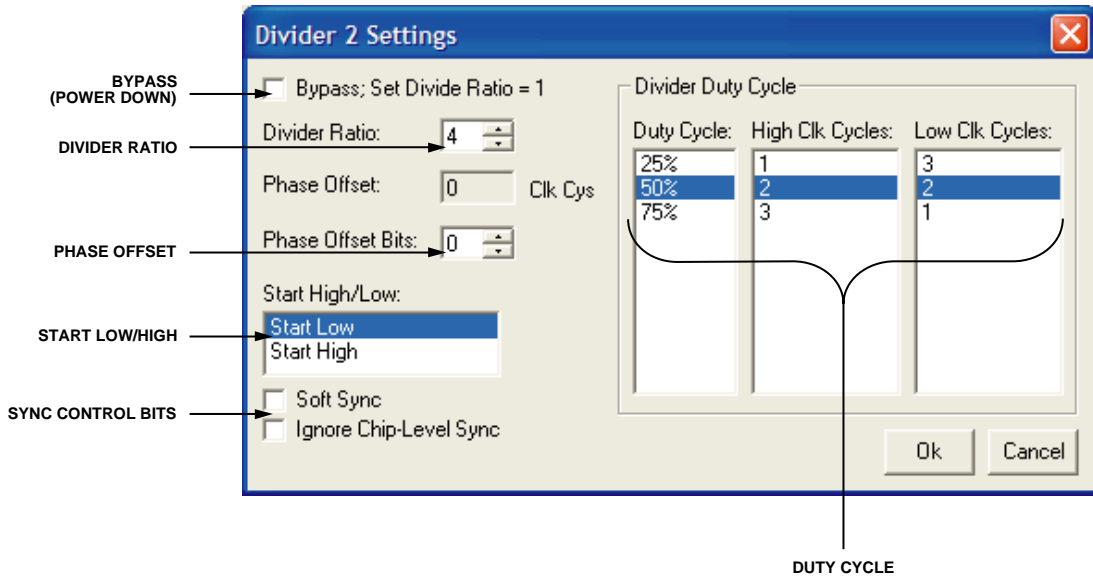 Divider 2 Settings
BYPASS
(POWER DOWN)
Bypass; Set Divide Ratio = 1
DIVIDER RATIO
Divider Ratio:
4
Phase Offset:
0
Clk Cys
PHASE OFFSET
Phase Offset Bits:
0
Start High/Low:
START LOW/HIGH
Start Low
Start High
SYNC CONTROL BITS
Soft Sync
Ignore Chip-Level Sync
Divider Duty Cycle
Duty Cycle: High Clk Cycles: Low Clk Cycles:
25% 1 3
50% 2 2
75% 3 1
Ok Cancel
DUTY CYCLE